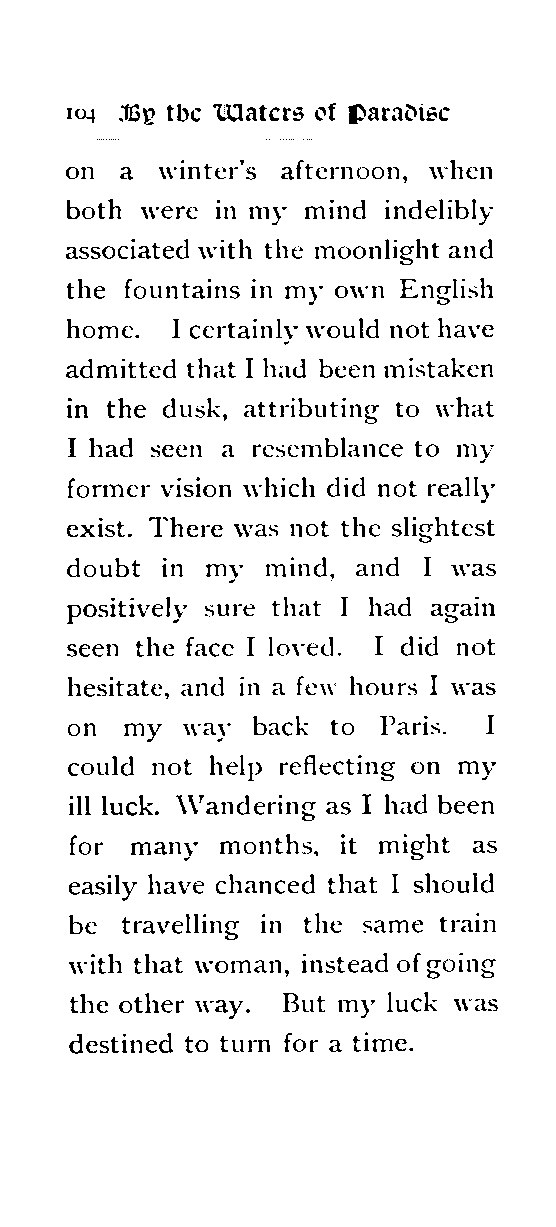 104 By the Waters of Paradise
on a winter's afternoon, when
both were in my mind indelibly
associated with the moonlight and
the fountains in my own English
home. I certainly would not have
admitted that I had been mistaken
in the dusk, attributing to what
I had seen a resemblance to my
former vision which did not really
exist. There was not the slightest
doubt in my mind, and I was
positively sure that I had again
seen the face I loved. I did not
hesitate, and in a few hours I was
on my way back to Paris. I
could not help reflecting on my
ill luck. Wandering as I had been
for many months, it might as
easily have chanced that I should
be travelling in the same train
with that woman, instead of going
the other way. But my luck was
destined to turn for a time.